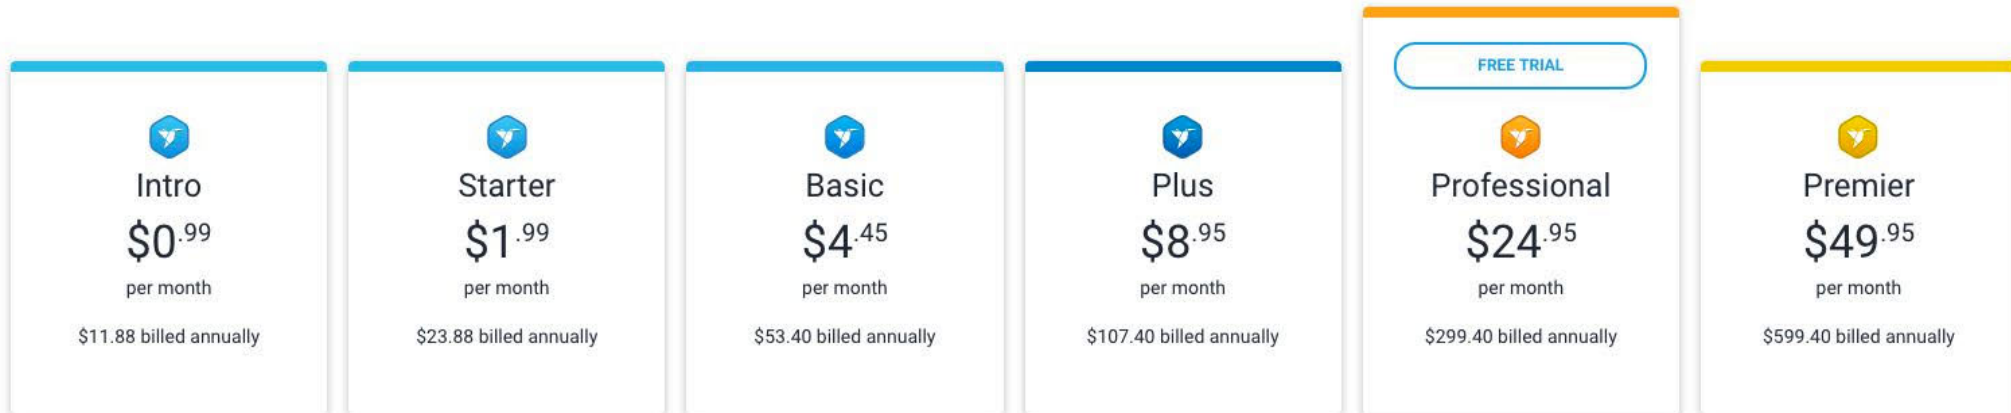 Intro
$0.99
per month
$11.88 billed annually
Starter
$1.99
per month
$23.88 billed annually
Basic
$4.45
per month
$53.40 billed annually
Plus
$8.95
per month
$107.40 billed annually
FREE TRIAL
Professional
$24.95
per month
$299.40 billed annually
Premier
$49.95
per month
$599.40 billed annually